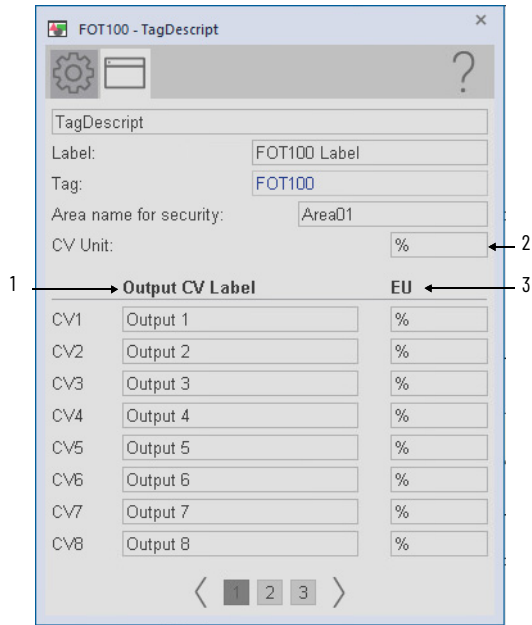 FOT100 - TagDescript ×
?
TagDescript
Label: FOT100 Label
Tag: FOT100
Area name for security: Area01
CV Unit: % 2
1 Output CV Label EU 3
CV1 Output 1 %
CV2 Output 2 %
CV3 Output 3 %
CV4 Output 4 %
CV5 Output 5 %
CV6 Output 6 %
CV7 Output 7 %
CV8 Output 8 %
1 2 3